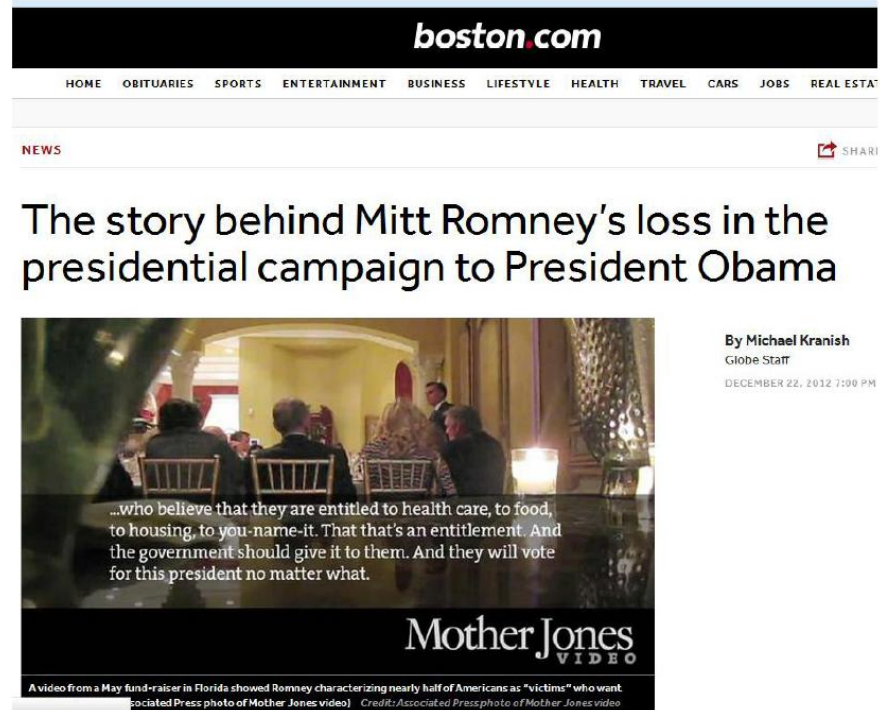 boston.com
HOME OBITUARIES SPORTS ENTERTAINMENT BUSINESS LIFESTYLE HEALTH TRAVEL CARS JOBS REAL ESTAT
NEWS
SHARE
The story behind Mitt Romney's loss in the
presidential campaign to President Obama
By Michael Kranish
Globe Staff
DECEMBER 22, 2012 7:00 PM
...who believe that they are entitled to health care, to food,
to housing, to you-name-it. That that's an entitlement. And
the government should give it to them. And they will vote
for this president no matter what.
Mother Jones
VIDEO
A video from a May fund-raiser in Florida showed Romney characterizing nearly half of Americans as "victims" who want
sociated Press photo of Mother Jones video) Credit: Associated Press photo of Mother Jones video